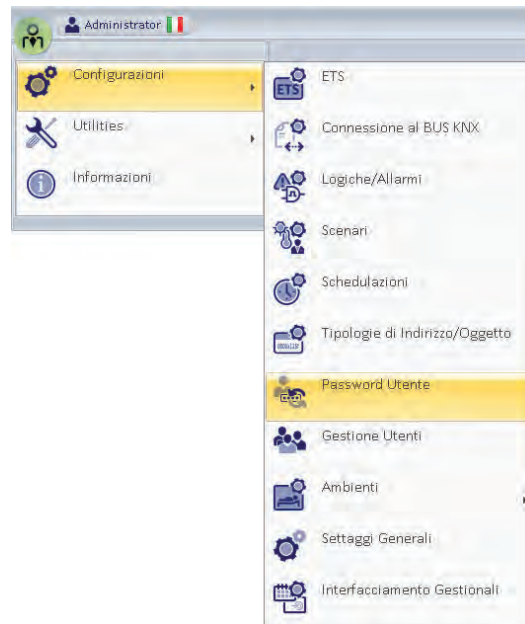 Administrator
Configurazioni
Utilities
Informazioni
ETS
ETS
Connessione al BUS KNX
Logiche/Allarmi
Scenari
Schedulazioni
Tipologie di Indirizzo/Oggetto
Password Utente
Gestione Utenti
Ambienti
Settaggi Generali
Interfacciamento Gestionali